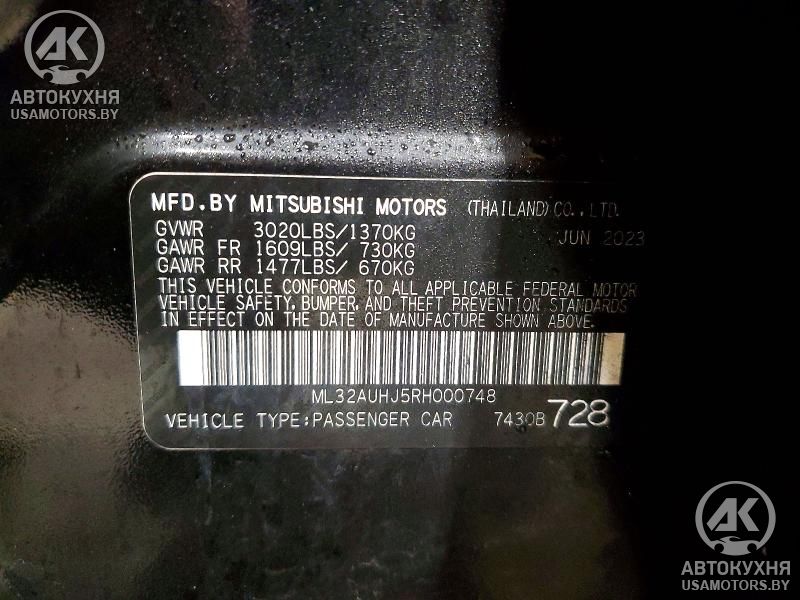 АК
АВТОКУХНЯ
USAMOTORS.BY
MFD. BY MITSUBISHI MOTORS (THAILAND) CO., LTD.
GVWR 3020LBS/1370KG JUN 2023
GAWR FR 1609LBS/ 730KG
GAWR RR 1477LBS/ 670KG
THIS VEHICLE CONFORMS TO ALL APPLICABLE FEDERAL MOTOR
VEHICLE SAFETY, BUMPER, AND THEFT PREVENTION STANDARDS
IN EFFECT ON THE DATE OF MANUFACTURE SHOWN ABOVE.
ML32AUHJ5RH000748
VEHICLE TYPE:PASSENGER CAR 7430B 728
АК
АВТОКУХНЯ
USAMOTORS.BY